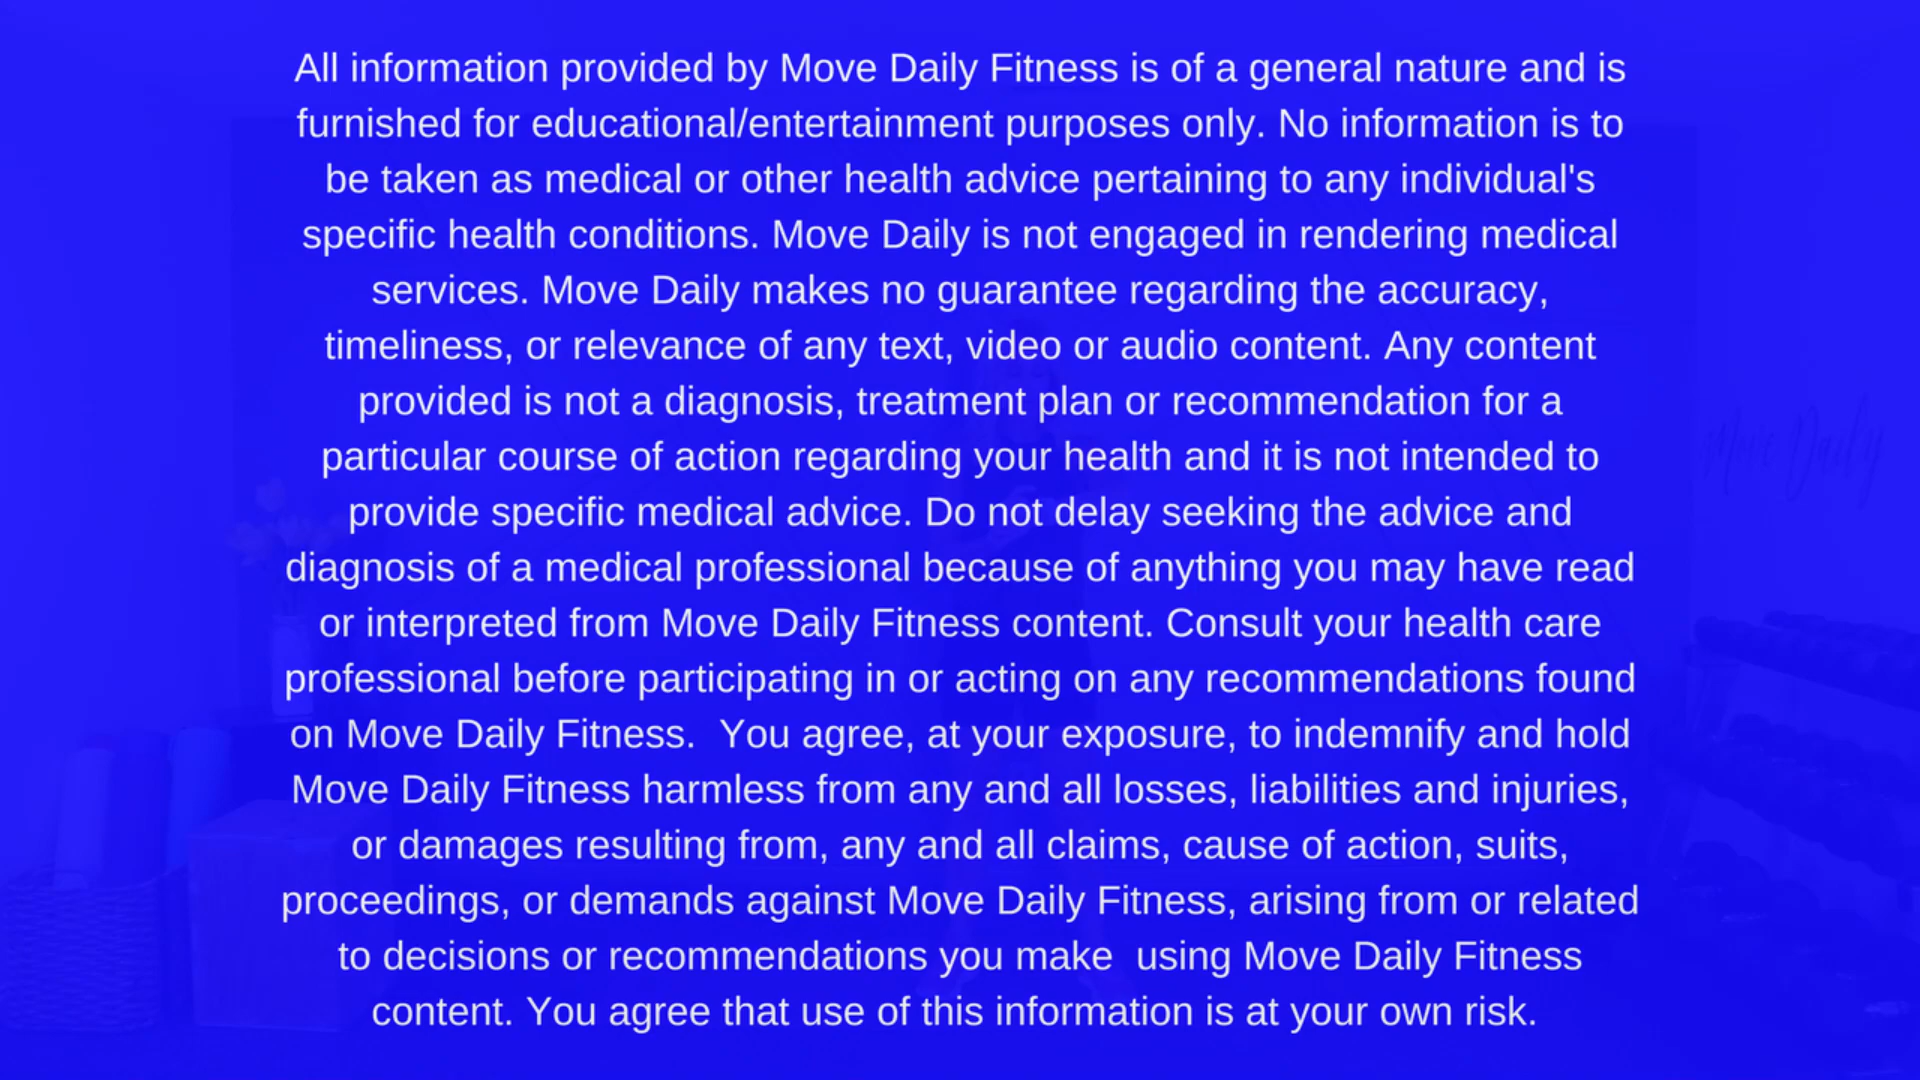 All information provided by Move Daily Fitness is of a general nature and is
furnished for educational/entertainment purposes only. No information is to
be taken as medical or other health advice pertaining to any individual's
specific health conditions. Move Daily is not engaged in rendering medical
services. Move Daily makes no guarantee regarding the accuracy,
timeliness, or relevance of any text, video or audio content. Any content
provided is not a diagnosis, treatment plan or recommendation for a
particular course of action regarding your health and it is not intended to
provide specific medical advice. Do not delay seeking the advice and
diagnosis of a medical professional because of anything you may have read
or interpreted from Move Daily Fitness content. Consult your health care
professional before participating in or acting on any recommendations found
on Move Daily Fitness.  You agree, at your exposure, to indemnify and hold
Move Daily Fitness harmless from any and all losses, liabilities and injuries,
or damages resulting from, any and all claims, cause of action, suits,
proceedings, or demands against Move Daily Fitness, arising from or related
to decisions or recommendations you make  using Move Daily Fitness
content. You agree that use of this information is at your own risk.
Move Daily